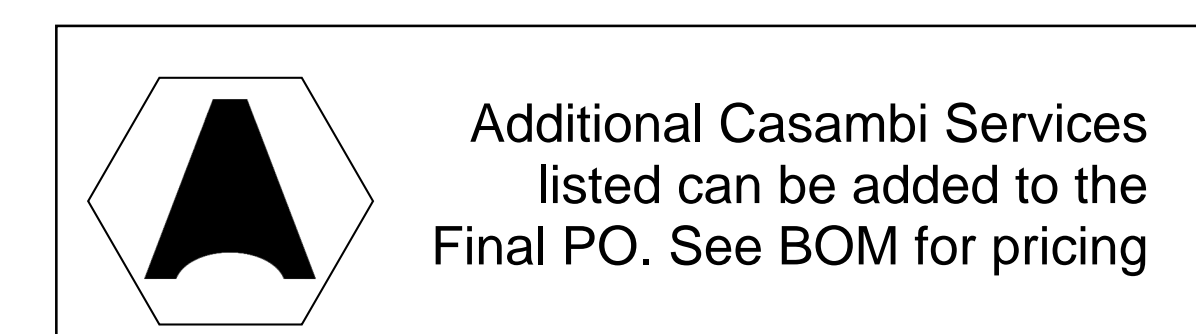 Additional Casambi Services
listed can be added to the
Final PO. See BOM for pricing